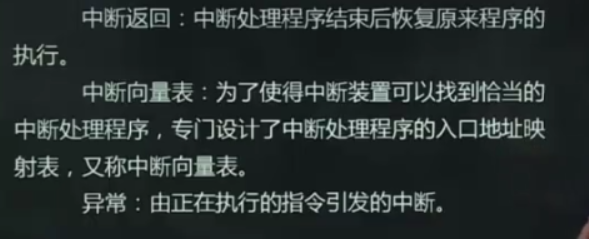 中断返回：中断处理程序结束后恢复原来程序的
执行。
中断向量表：为了使得中断装置可以找到恰当的
中断处理程序，专门设计了中断处理程序的入口地址映
射表，又称中断向量表。
异常：由正在执行的指令引发的中断。